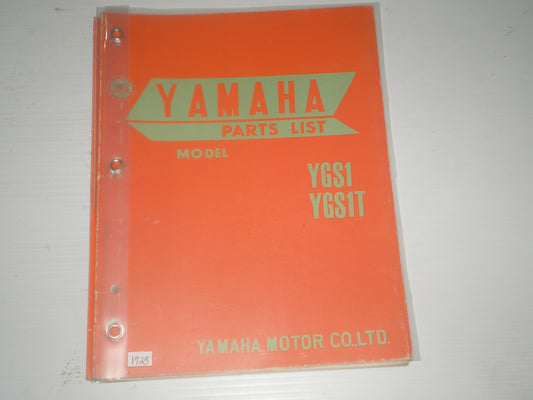 YAMAHA
PARTS LIST
MODEL
YGS1
YGS1T
YAMAHA MOTOR CO.,LTD.
1725